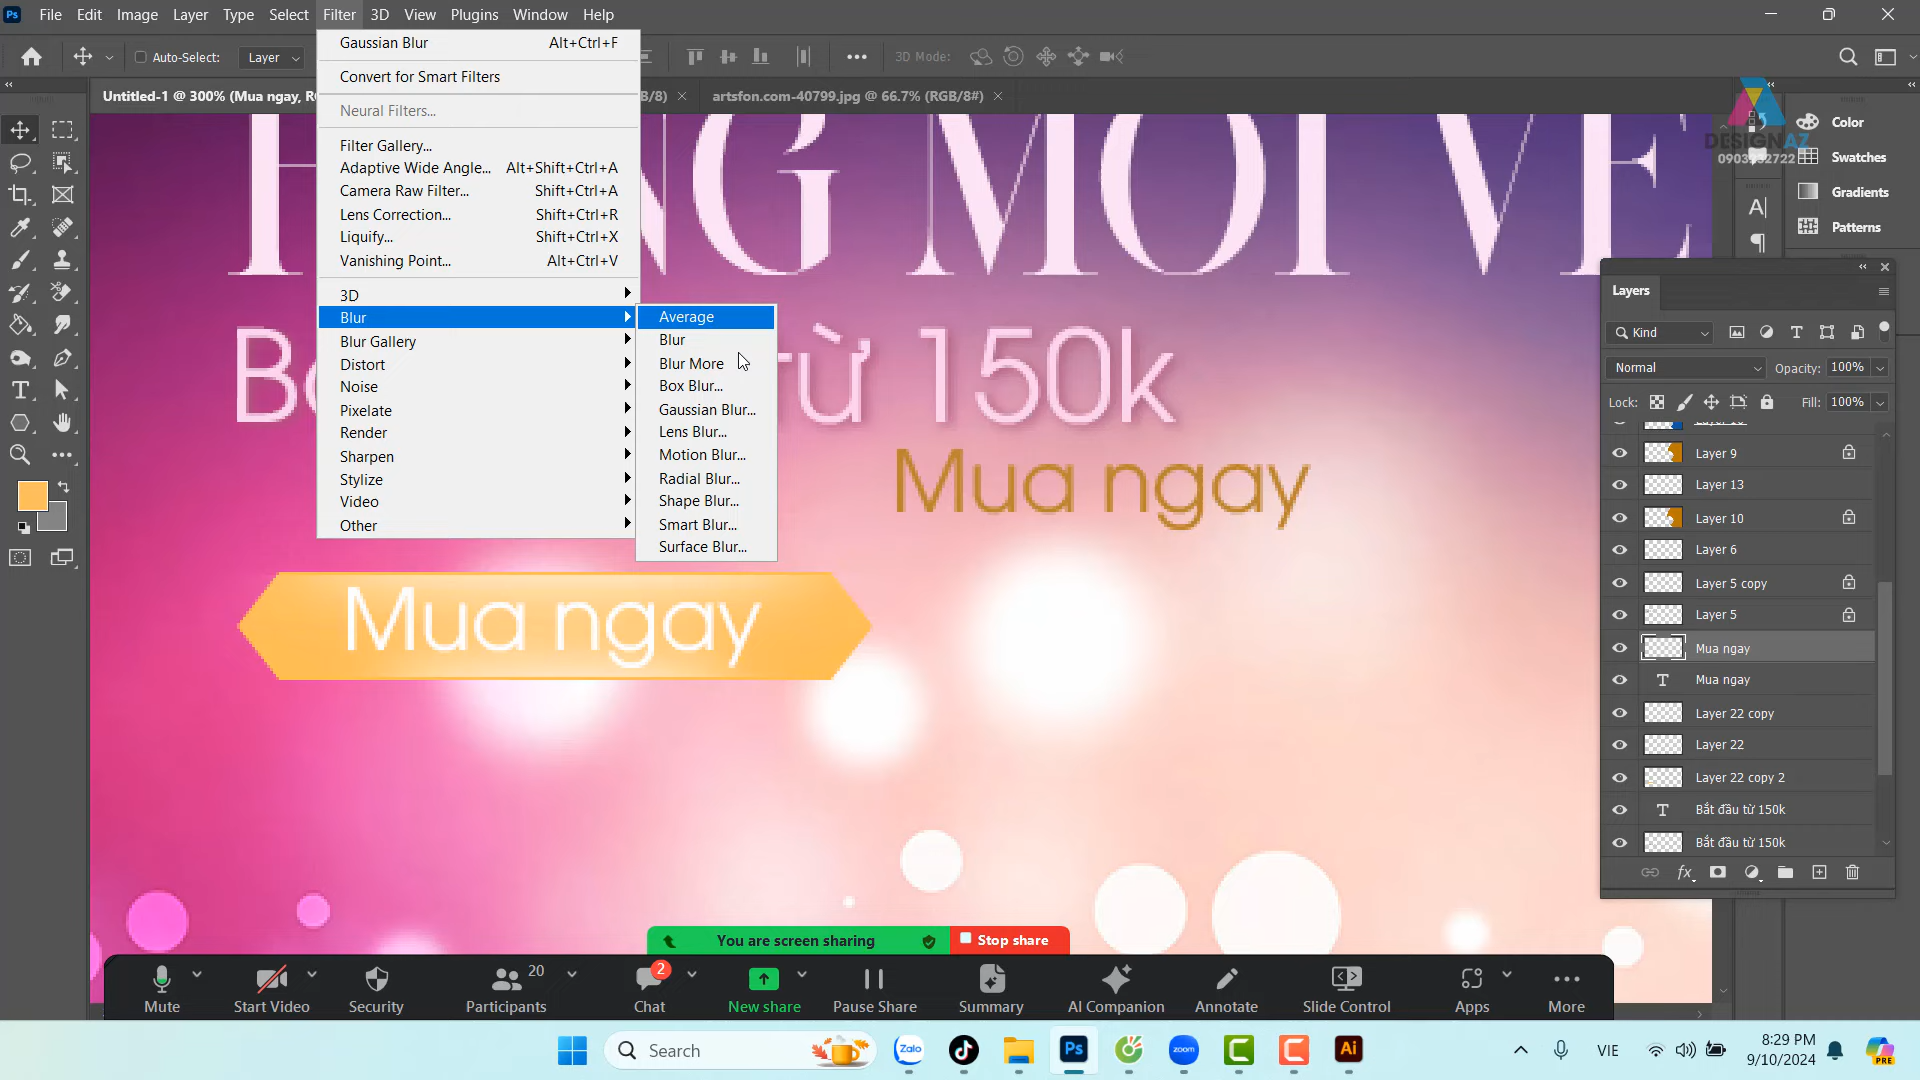 Ps File Edit Image Layer Type Select Filter 3D View Plugins Window Help
Auto-Select: Layer 3D Mode:
Untitled-1 @ 300% (Mua ngay, R B/8) artsfon.com-40799.jpg @ 66.7% (RGB/8#)
Gaussian Blur Alt+Ctrl+F
Convert for Smart Filters
Neural Filters...
Filter Gallery...
Adaptive Wide Angle... Alt+Shift+Ctrl+A
Camera Raw Filter... Shift+Ctrl+A
Lens Correction... Shift+Ctrl+R
Liquify... Shift+Ctrl+X
Vanishing Point... Alt+Ctrl+V
3D
Blur
Blur Gallery
Distort
Noise
Pixelate
Render
Sharpen
Stylize
Video
Other
Average
Blur
Blur More
Box Blur...
Gaussian Blur...
Lens Blur...
Motion Blur...
Radial Blur...
Shape Blur...
Smart Blur...
Surface Blur...
NG MOI VE
từ 150k
Mua ngay
Mua ngay
DESIGNAZ
Color
Swatches
Gradients
Patterns
Layers
Kind
Normal Opacity: 100%
Lock: Fill: 100%
Layer 9
Layer 13
Layer 10
Layer 6
Layer 5 copy
Layer 5
Mua ngay
Mua ngay
Layer 22 copy
Layer 22
Layer 22 copy 2
Bắt đầu từ 150k
Bắt đầu từ 150k
You are screen sharing Stop share
20 2
Mute Start Video Security Participants Chat New share Pause Share Summary AI Companion Annotate Slide Control Apps More
Search Zalo Ps zoom C C Ai VIE
8:29 PM
9/10/2024
PRE